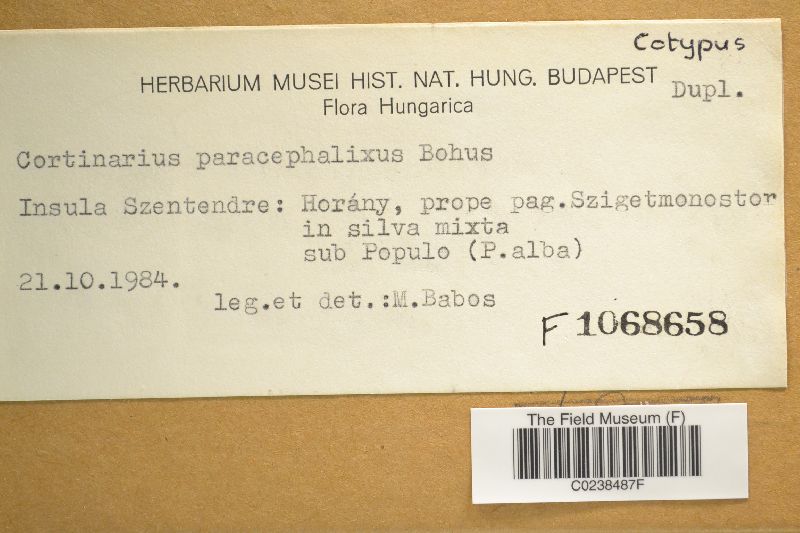 Cotypus
HERBARIUM MUSEI HIST. NAT. HUNG. BUDAPEST
Dupl.
Flora Hungarica
Cortinarius paracephalixus Bohus
Insula Szentendre: Horány, prope pag.Szigetmonostor
in silva mixta
sub Populo (P.alba)
21.10.1984.
leg.et det.:M.Babos
F 1068658
The Field Museum (F)
C0238487F